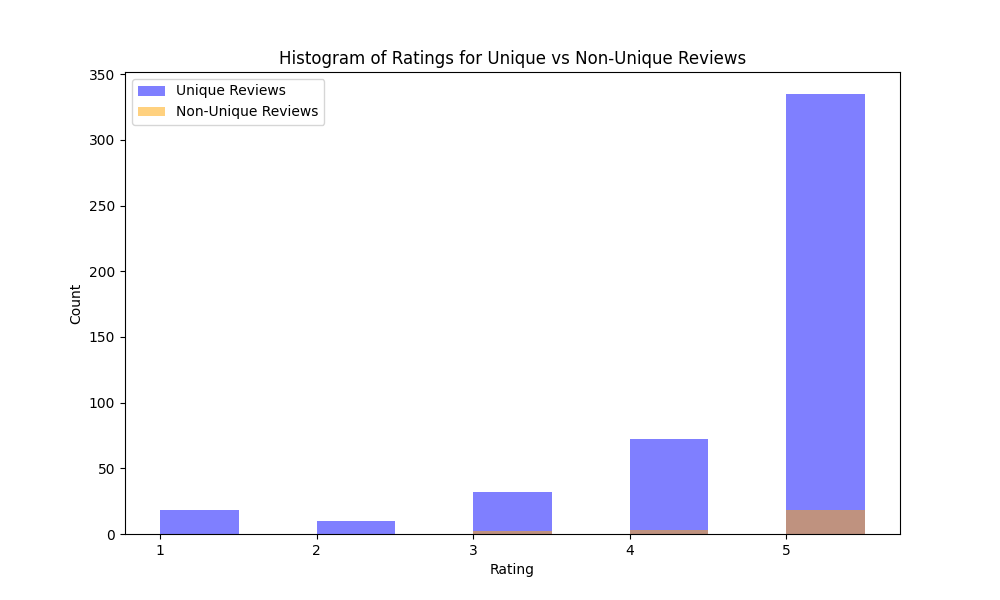 Histogram of Ratings for Unique vs Non-Unique Reviews
Unique Reviews
Non-Unique Reviews
350
300
250
200
150
100
50
0
Count
1 2 3 4 5
Rating